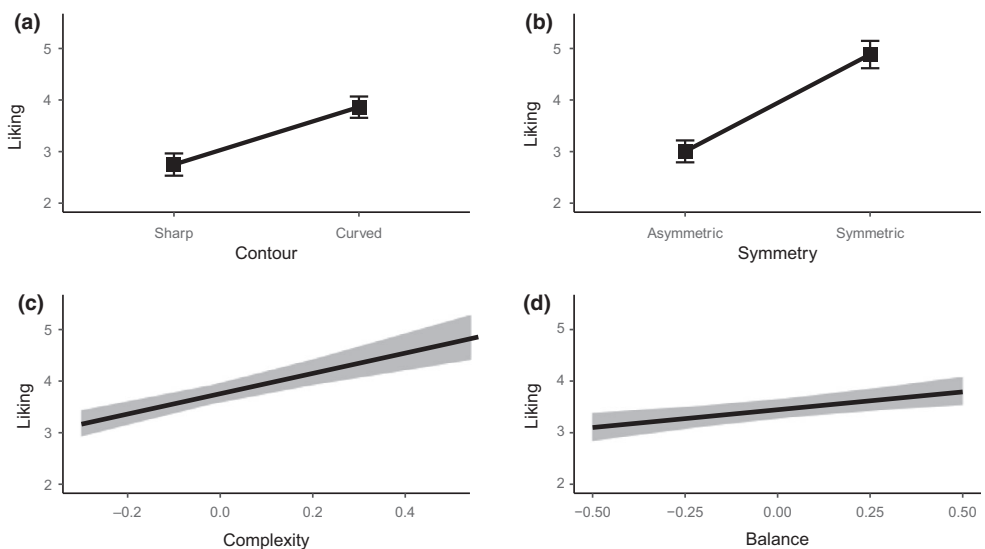 (a)
5
4
3
2
Liking
Sharp
Curved
Contour
(b)
5
4
3
2
Liking
Asymmetric
Symmetric
Symmetry
(c)
5
4
3
2
Liking
–0.2
0.0
0.2
0.4
Complexity
(d)
5
4
3
2
Liking
−0.50
−0.25
0.00
0.25
0.50
Balance